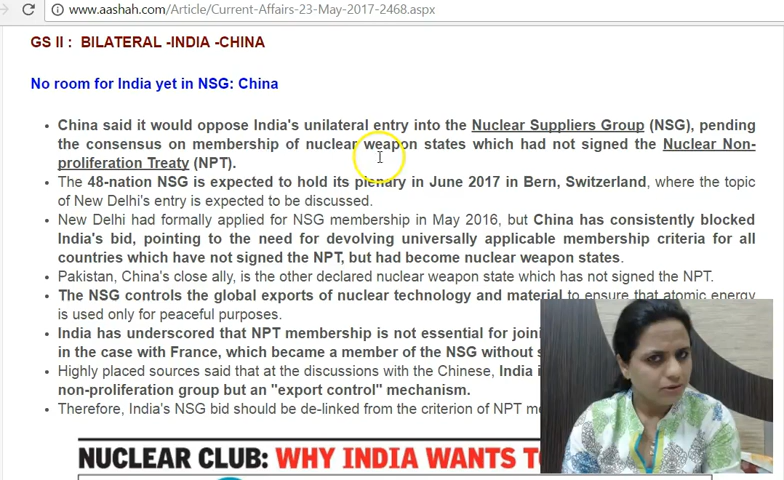 www.aashah.com/Article/Current-Affairs-23-May-2017-2468.aspx
GS II : BILATERAL -INDIA -CHINA
No room for India yet in NSG: China
China said it would oppose India's unilateral entry into the Nuclear Suppliers Group (NSG), pending
the consensus on membership of nuclear weapon states which had not signed the Nuclear Non-
proliferation Treaty (NPT).
The 48-nation NSG is expected to hold its plenary in June 2017 in Bern, Switzerland, where the topic
of New Delhi's entry is expected to be discussed.
New Delhi had formally applied for NSG membership in May 2016, but China has consistently blocked
India's bid, pointing to the need for devolving universally applicable membership criteria for all
countries which have not signed the NPT, but had become nuclear weapon states.
Pakistan, China's close ally, is the other declared nuclear weapon state which has not signed the NPT.
The NSG controls the global exports of nuclear technology and material to ensure that atomic energy
is used only for peaceful purposes.
India has underscored that NPT membership is not essential for joini
in the case with France, which became a member of the NSG without s
Highly placed sources said that at the discussions with the Chinese, India i
non-proliferation group but an "export control" mechanism.
Therefore, India's NSG bid should be de-linked from the criterion of NPT me
NUCLEAR CLUB: WHY INDIA WANTS TO